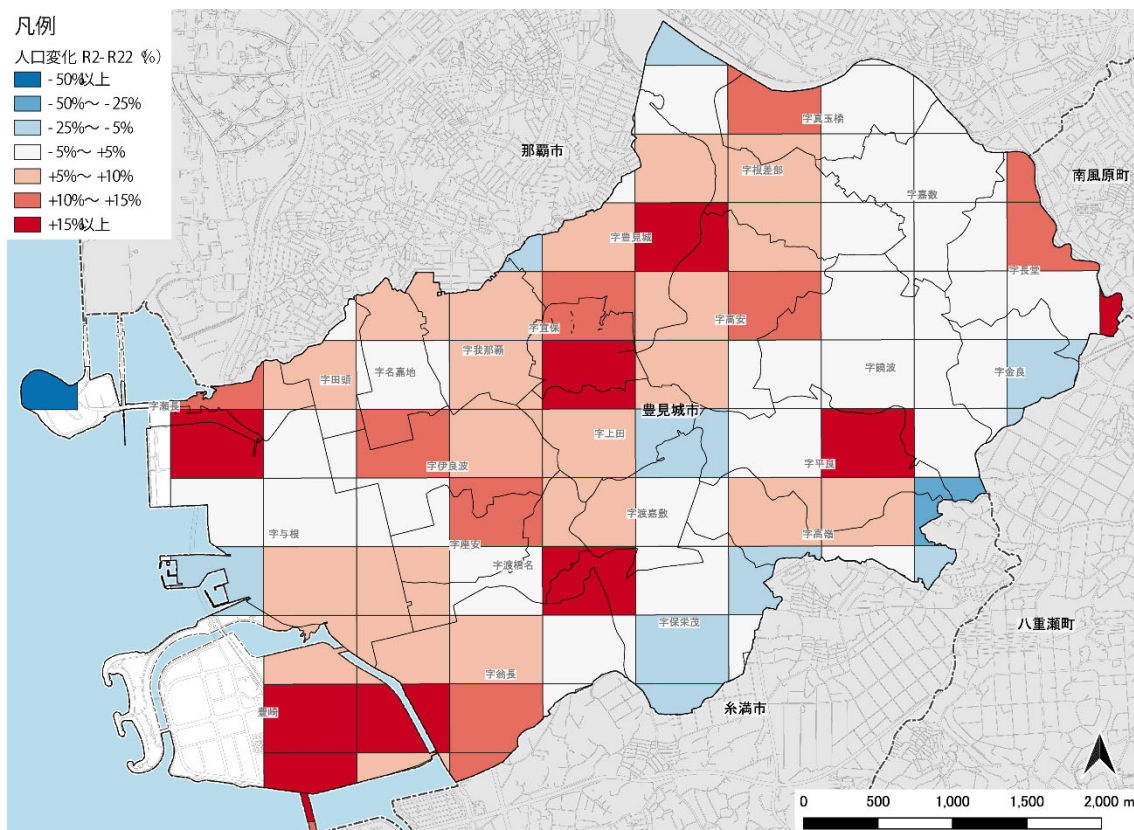 凡例
人口変化 R2-R22 (%)
-50%以上
-50%～-25%
-25%～-5%
-5%～+5%
+5%～+10%
+10%～+15%
+15%以上
那覇市
南風原町
字真玉橋
字根差部
字嘉数
字豊見城
字長堂
字宜保
字高安
字我那覇
字名嘉地
字田頭
字饒波
字金良
字瀬長
豊見城市
字上田
字伊良波
字平良
字与根
字渡嘉敷
字高嶺
字座安
字渡橋名
字保栄茂
八重瀬町
字翁長
豊崎
糸満市
0 500 1,000 1,500 2,000 m